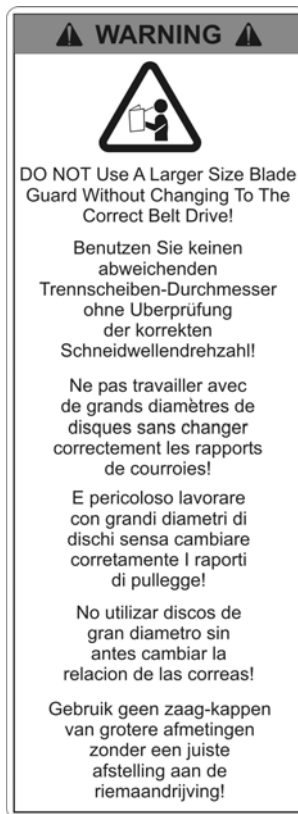 WARNING
DO NOT Use A Larger Size Blade
Guard Without Changing To The
Correct Belt Drive!
Benutzen Sie keinen
abweichenden
Trennscheiben-Durchmesser
ohne Uberprüfung
der korrekten
Schneidwellendrehzahl!
Ne pas travailler avec
de grands diamètres de
disques sans changer
correctement les rapports
de courroies!
E pericoloso lavorare
con grandi diametri di
dischi sensa cambiare
corretamente I raporti
di pullegge!
No utilizar discos de
gran diametro sin
antes cambiar la
relacion de las correas!
Gebruik geen zaag-kappen
van grotere afmetingen
zonder een juiste
afstelling aan de
riemaandrijving!